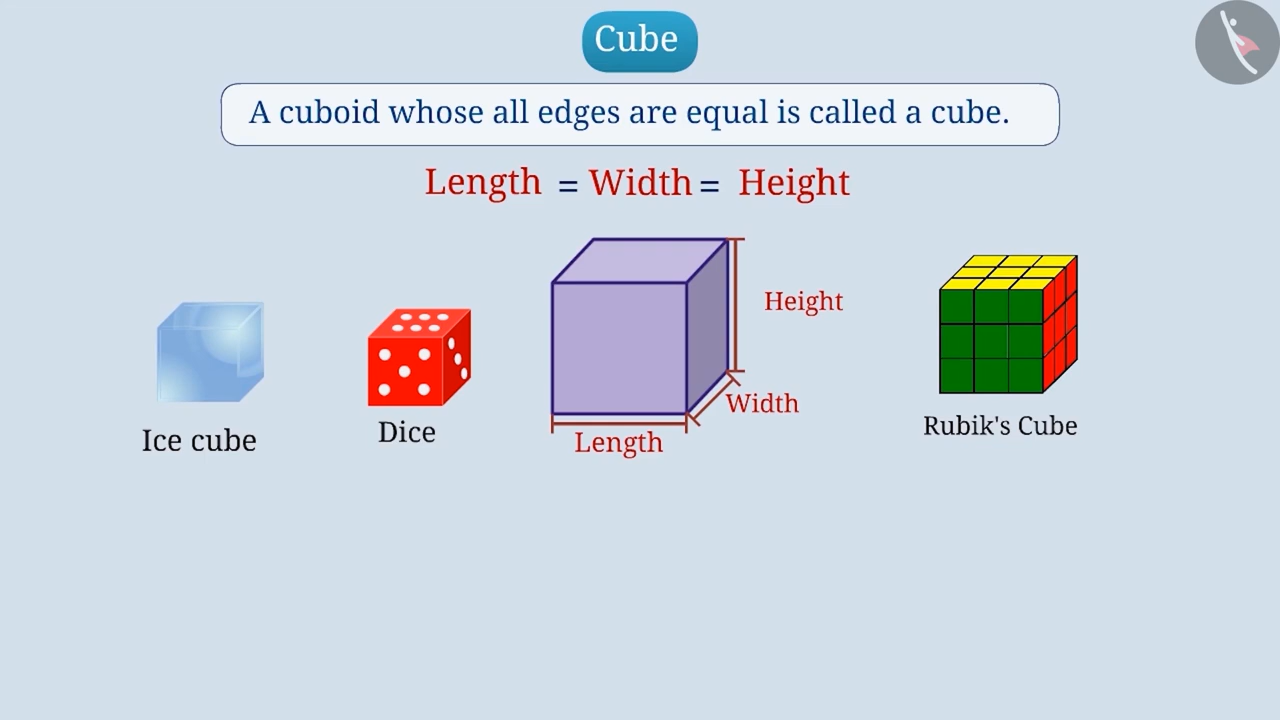 Cube
A cuboid whose all edges are equal is called a cube.
Length = Width = Height
Height
Width
Length
Ice cube
Dice
Rubik's Cube